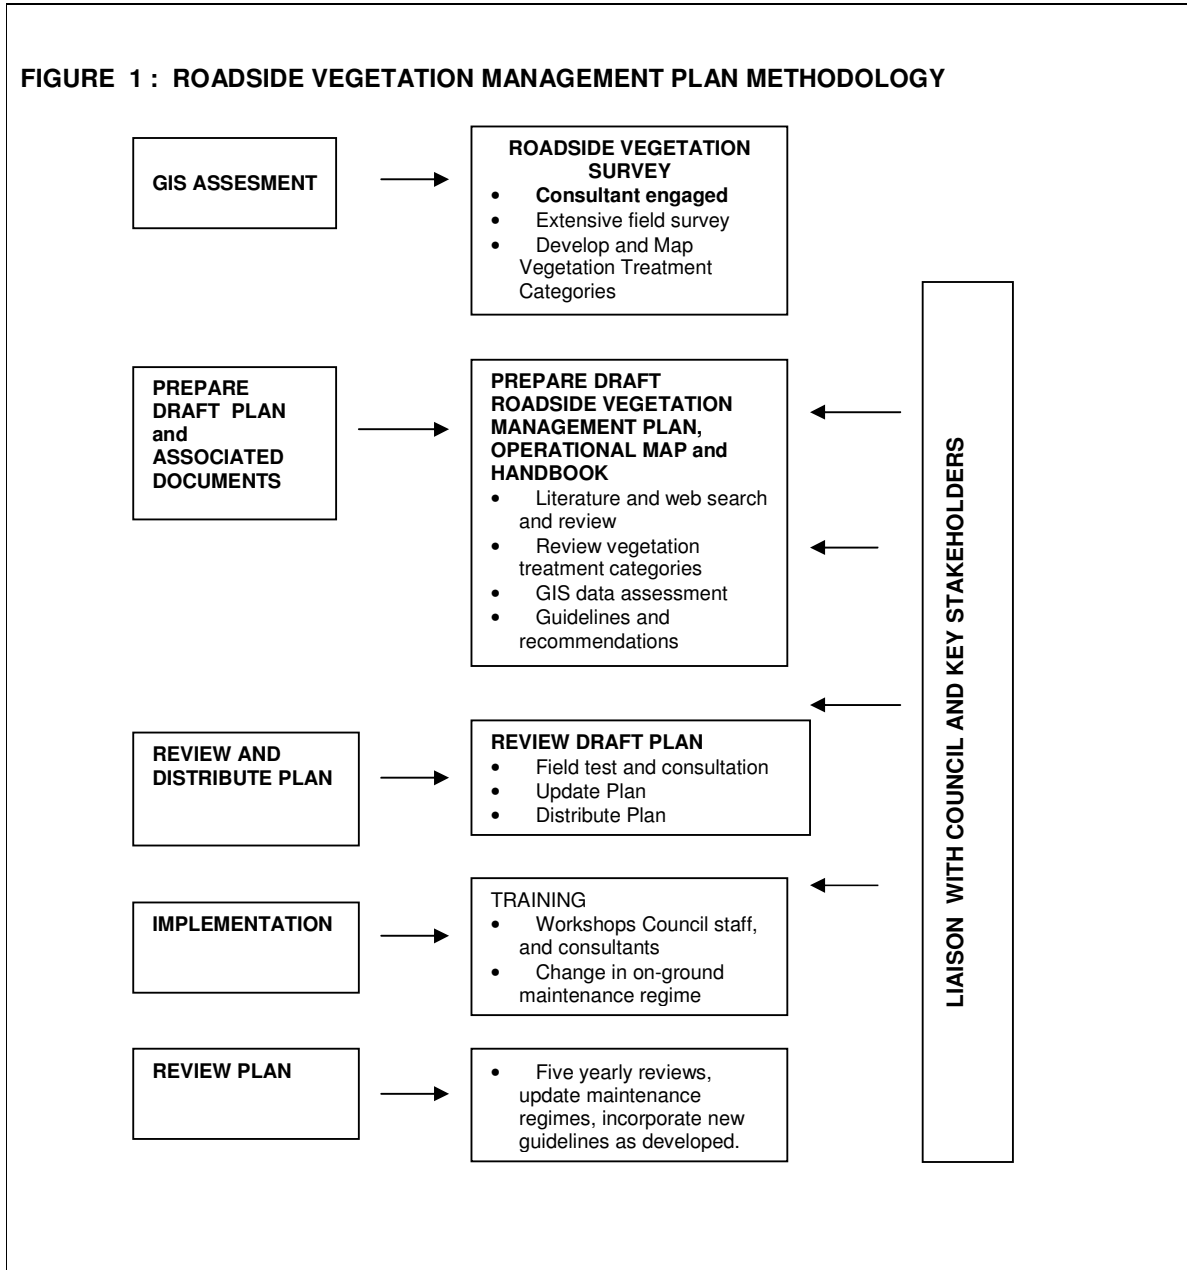 FIGURE 1 : ROADSIDE VEGETATION MANAGEMENT PLAN METHODOLOGY
GIS ASSESMENT
ROADSIDE VEGETATION
SURVEY
• Consultant engaged
• Extensive field survey
• Develop and Map
Vegetation Treatment
Categories
PREPARE
DRAFT PLAN
and
ASSOCIATED
DOCUMENTS
PREPARE DRAFT
ROADSIDE VEGETATION
MANAGEMENT PLAN,
OPERATIONAL MAP and
HANDBOOK
• Literature and web search
and review
• Review vegetation
treatment categories
• GIS data assessment
• Guidelines and
recommendations
REVIEW AND
DISTRIBUTE PLAN
REVIEW DRAFT PLAN
• Field test and consultation
• Update Plan
• Distribute Plan
IMPLEMENTATION
TRAINING
• Workshops Council staff,
and consultants
• Change in on-ground
maintenance regime
REVIEW PLAN
• Five yearly reviews,
update maintenance
regimes, incorporate new
guidelines as developed.
LIAISON WITH COUNCIL AND KEY STAKEHOLDERS